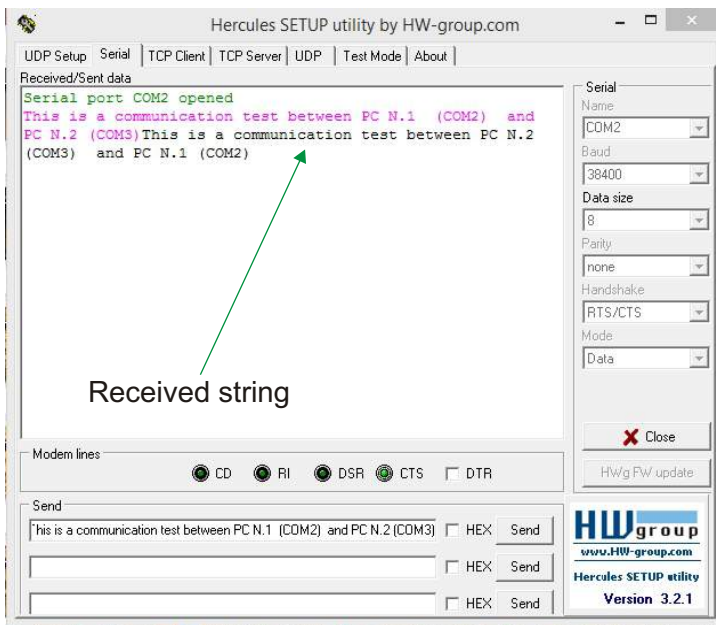 Hercules SETUP utility by HW-group.com
UDP Setup Serial TCP Client TCP Server UDP Test Mode About
Received/Sent data
Serial port COM2 opened
This is a communication test between PC N.1 (COM2) and
PC N.2 (COM3)This is a communication test between PC N.2
(COM3) and PC N.1 (COM2)
Received string
Serial
Name
COM2
Baud
38400
Data size
8
Parity
none
Handshake
RTS/CTS
Mode
Data
Close
HWg FW update
Modem lines
CD RI DSR CTS DTR
Send
This is a communication test between PC N.1 (COM2) and PC N.2 (COM3) HEX Send
HEX Send
HEX Send
HW group
www.HW-group.com
Hercules SETUP utility
Version 3.2.1